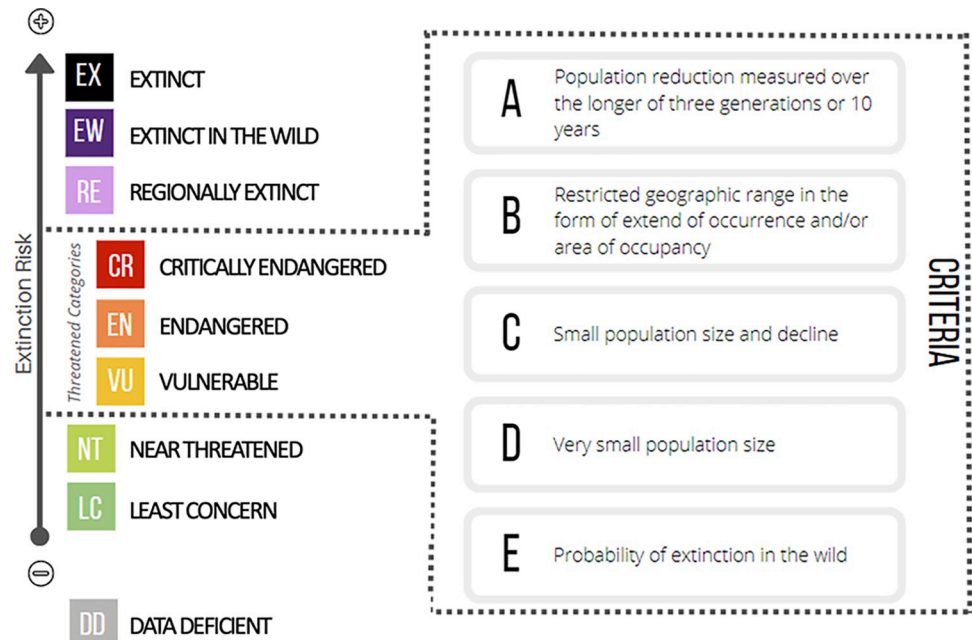 EX EXTINCT
EW EXTINCT IN THE WILD
RE REGIONALLY EXTINCT
Extinction Risk
Threatened Categories
CR CRITICALLY ENDANGERED
EN ENDANGERED
VU VULNERABLE
NT NEAR THREATENED
LC LEAST CONCERN
DD DATA DEFICIENT
A
Population reduction measured over
the longer of three generations or 10
years
B
Restricted geographic range in the
form of extend of occurrence and/or
area of occupancy
C
Small population size and decline
D
Very small population size
E
Probability of extinction in the wild
CRITERIA